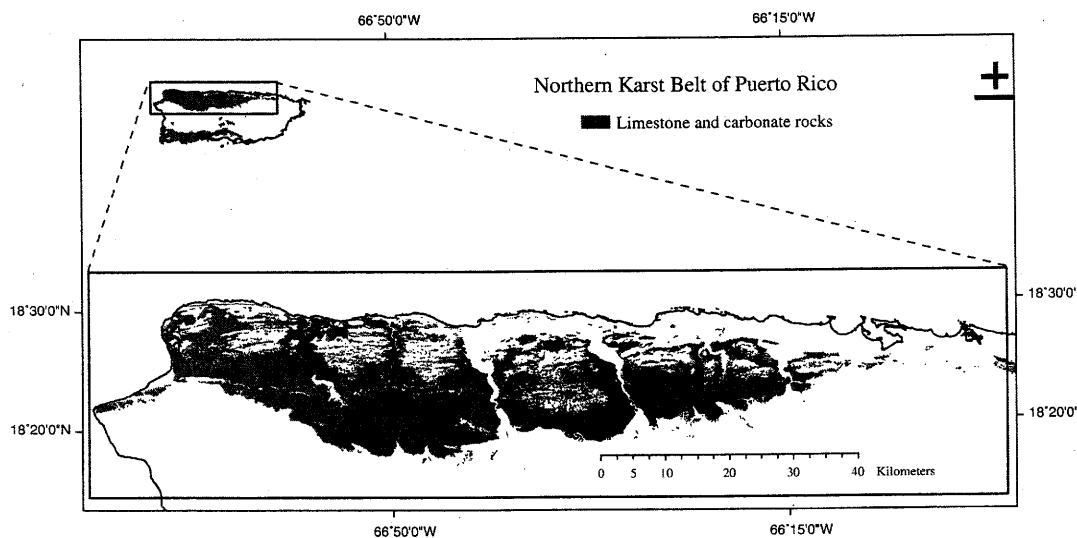 66°50'0"W
66°15'0"W
Northern Karst Belt of Puerto Rico
Limestone and carbonate rocks
18°30'0"N
18°30'0'
18°20'0"N
18°20'0'
0 5 10 20 30 40 Kilometers
66°50'0"W
66°15'0"W